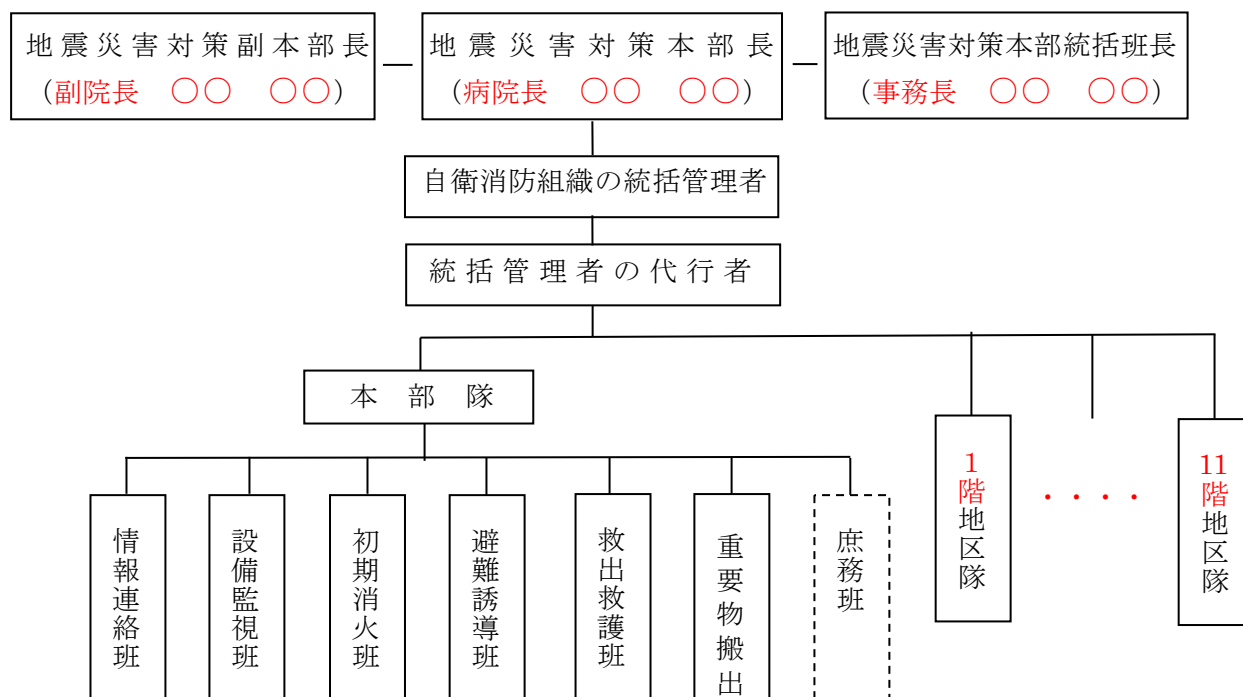 地震災害対策副本部長
（副院長　〇〇　〇〇）
地震災害対策本部長
（病院長　〇〇　〇〇）
地震災害対策本部統括班長
（事務長　〇〇　〇〇）
自衛消防組織の統括管理者
統括管理者の代行者
本部隊
情報連絡班
設備監視班
初期消火班
避難誘導班
救出救護班
重要物搬出
庶務班
1階地区隊
・・・・
11階地区隊